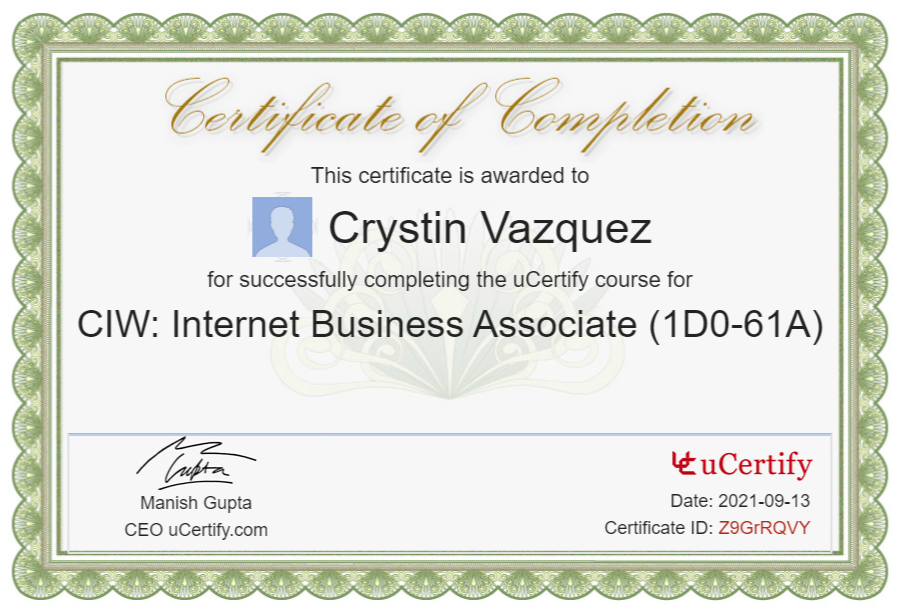 Certificate of Completion
This certificate is awarded to
Crystin Vazquez
for successfully completing the uCertify course for
CIW: Internet Business Associate (1D0-61A)
Gupta
Manish Gupta
CEO uCertify.com
uCertify
Date: 2021-09-13
Certificate ID: Z9GrRQVY